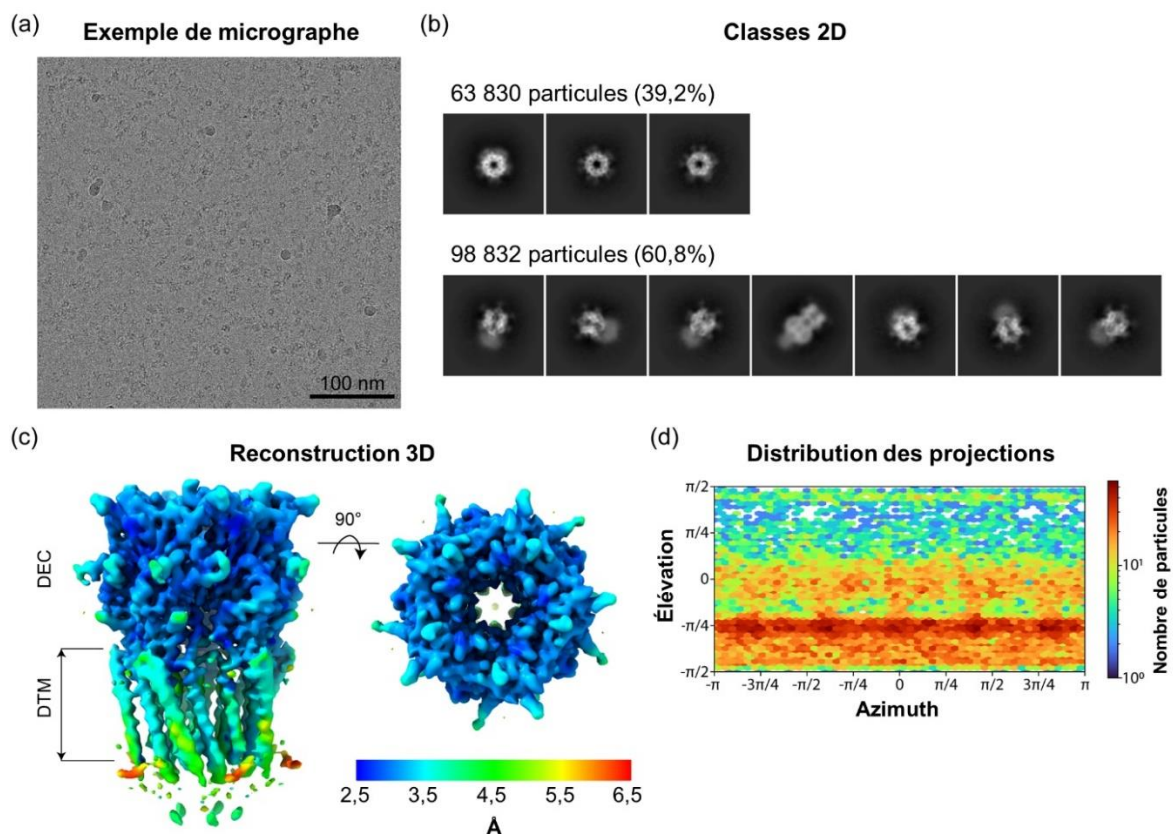 (a)
Exemple de micrographe
100 nm
(b)
Classes 2D
63 830 particules (39,2%)
98 832 particules (60,8%)
(c)
Reconstruction 3D
90°
DEC
DTM
2,5 3,5 4,5 5,5 6,5
Å
(d)
Distribution des projections
π/2
π/4
0
-π/4
-π/2
Élévation
-π -3π/4 -π/2 -π/4 0 π/4 π/2 3π/4 π
Azimuth
10¹
10⁰
Nombre de particules